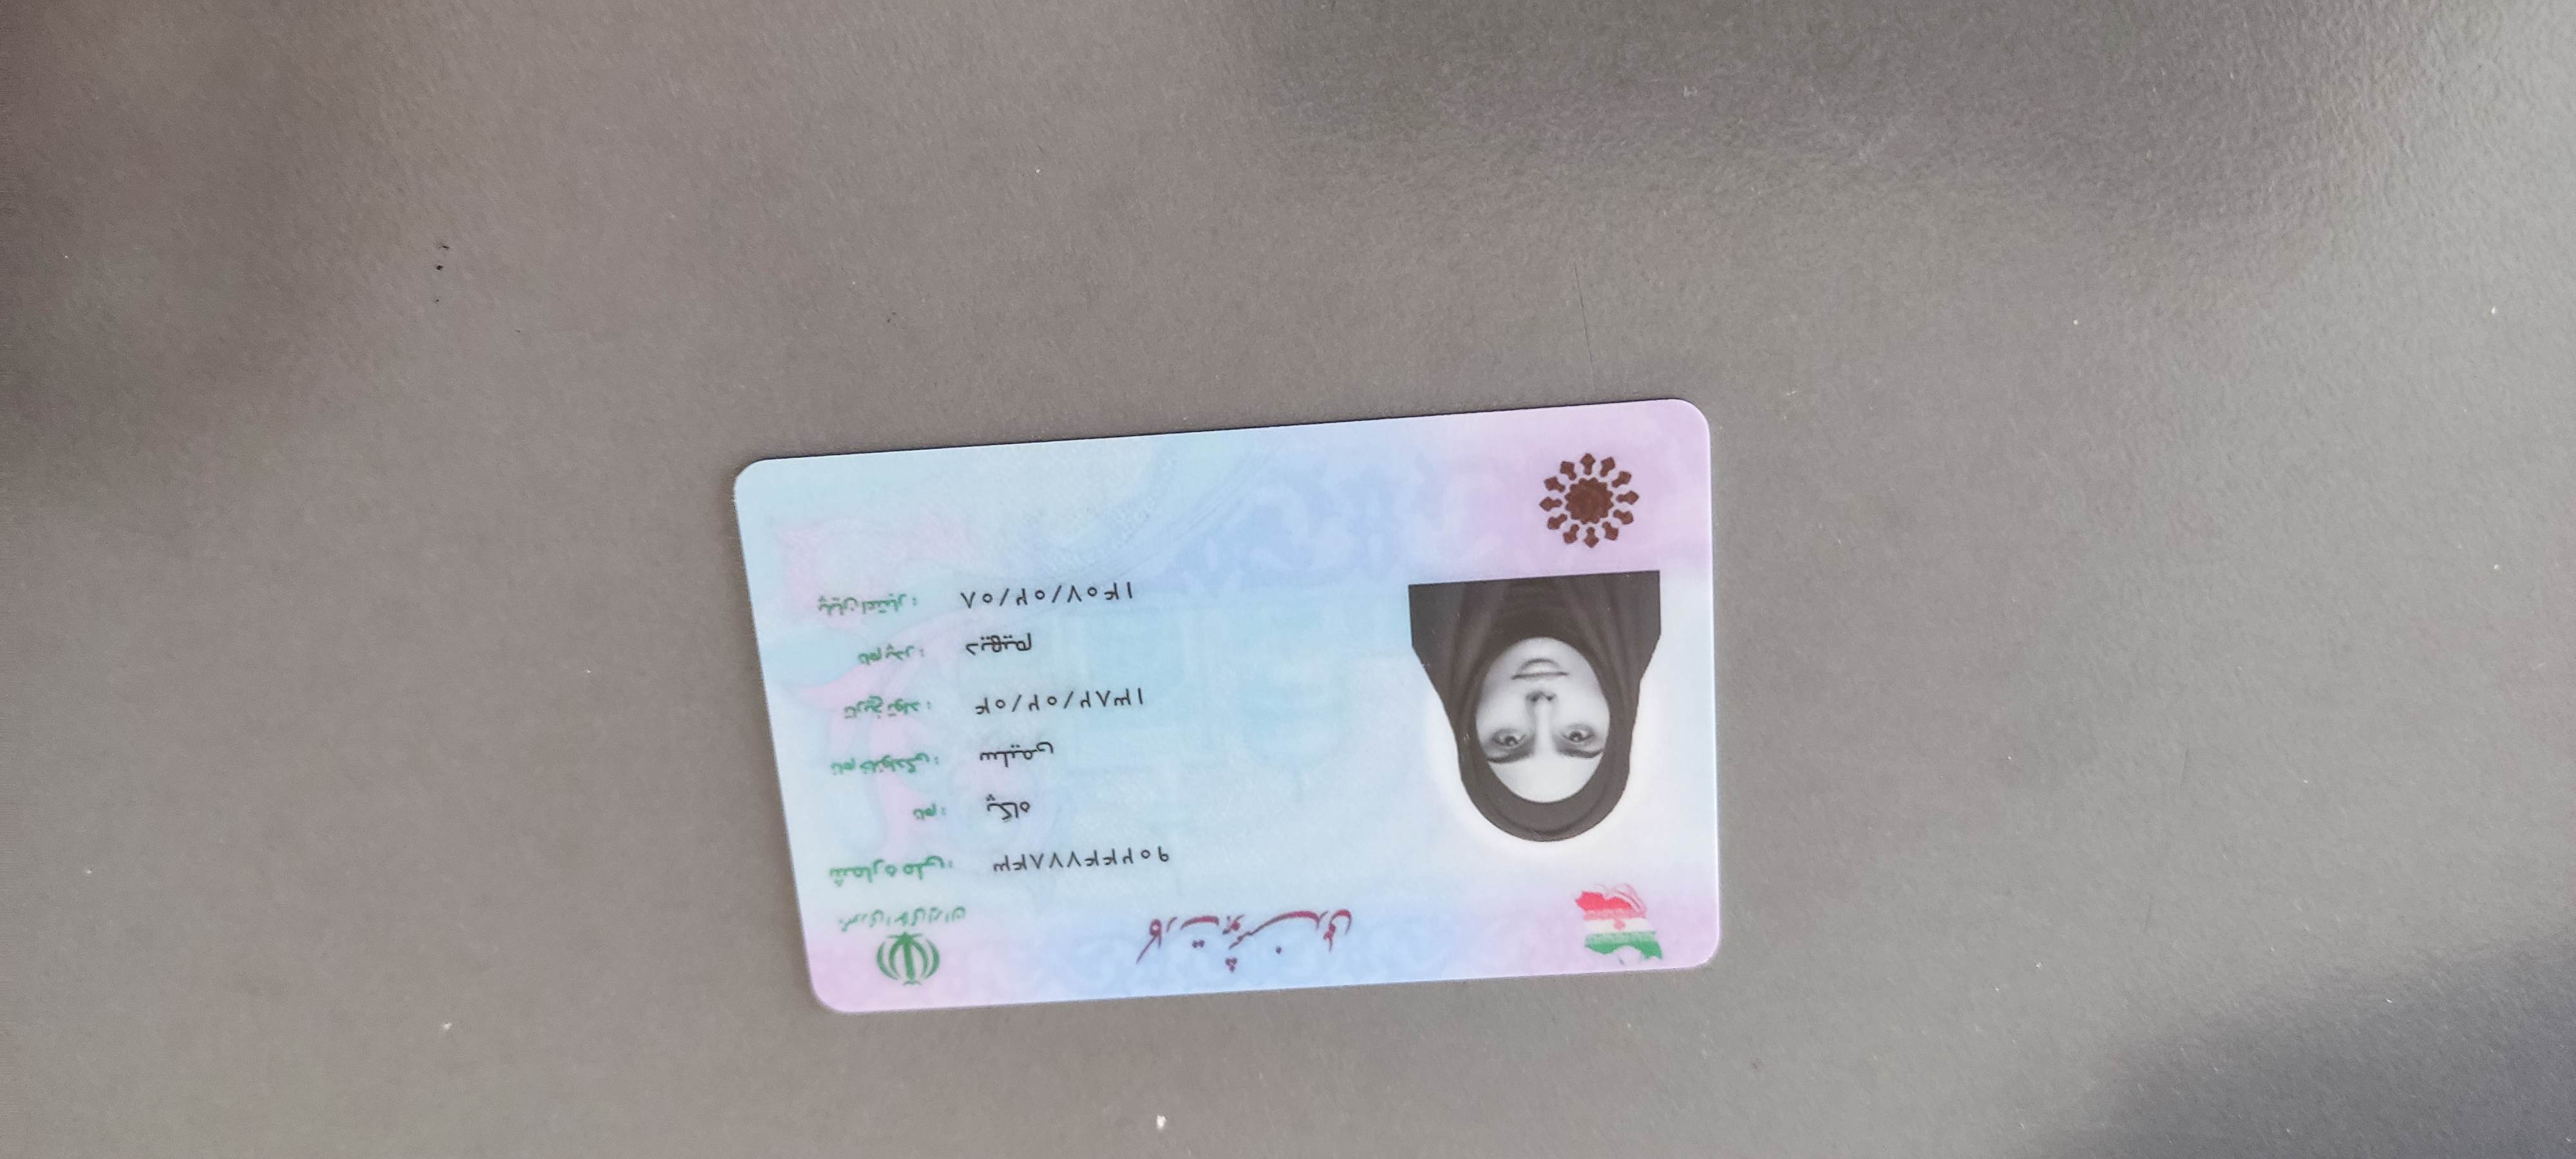 کارت هوشمند ملی
جمهوری اسلامی ایران
شماره ملی: ۹۰۲۴۴۷۷۸۴۳
نام: پگاه
نام خانوادگی: سلیمی
تاریخ تولد: ۱۳۸۲/۰۲/۰۴
نام پدر: دیهیم
پایان اعتبار: ۱۴۰۷/۰۲/۰۸